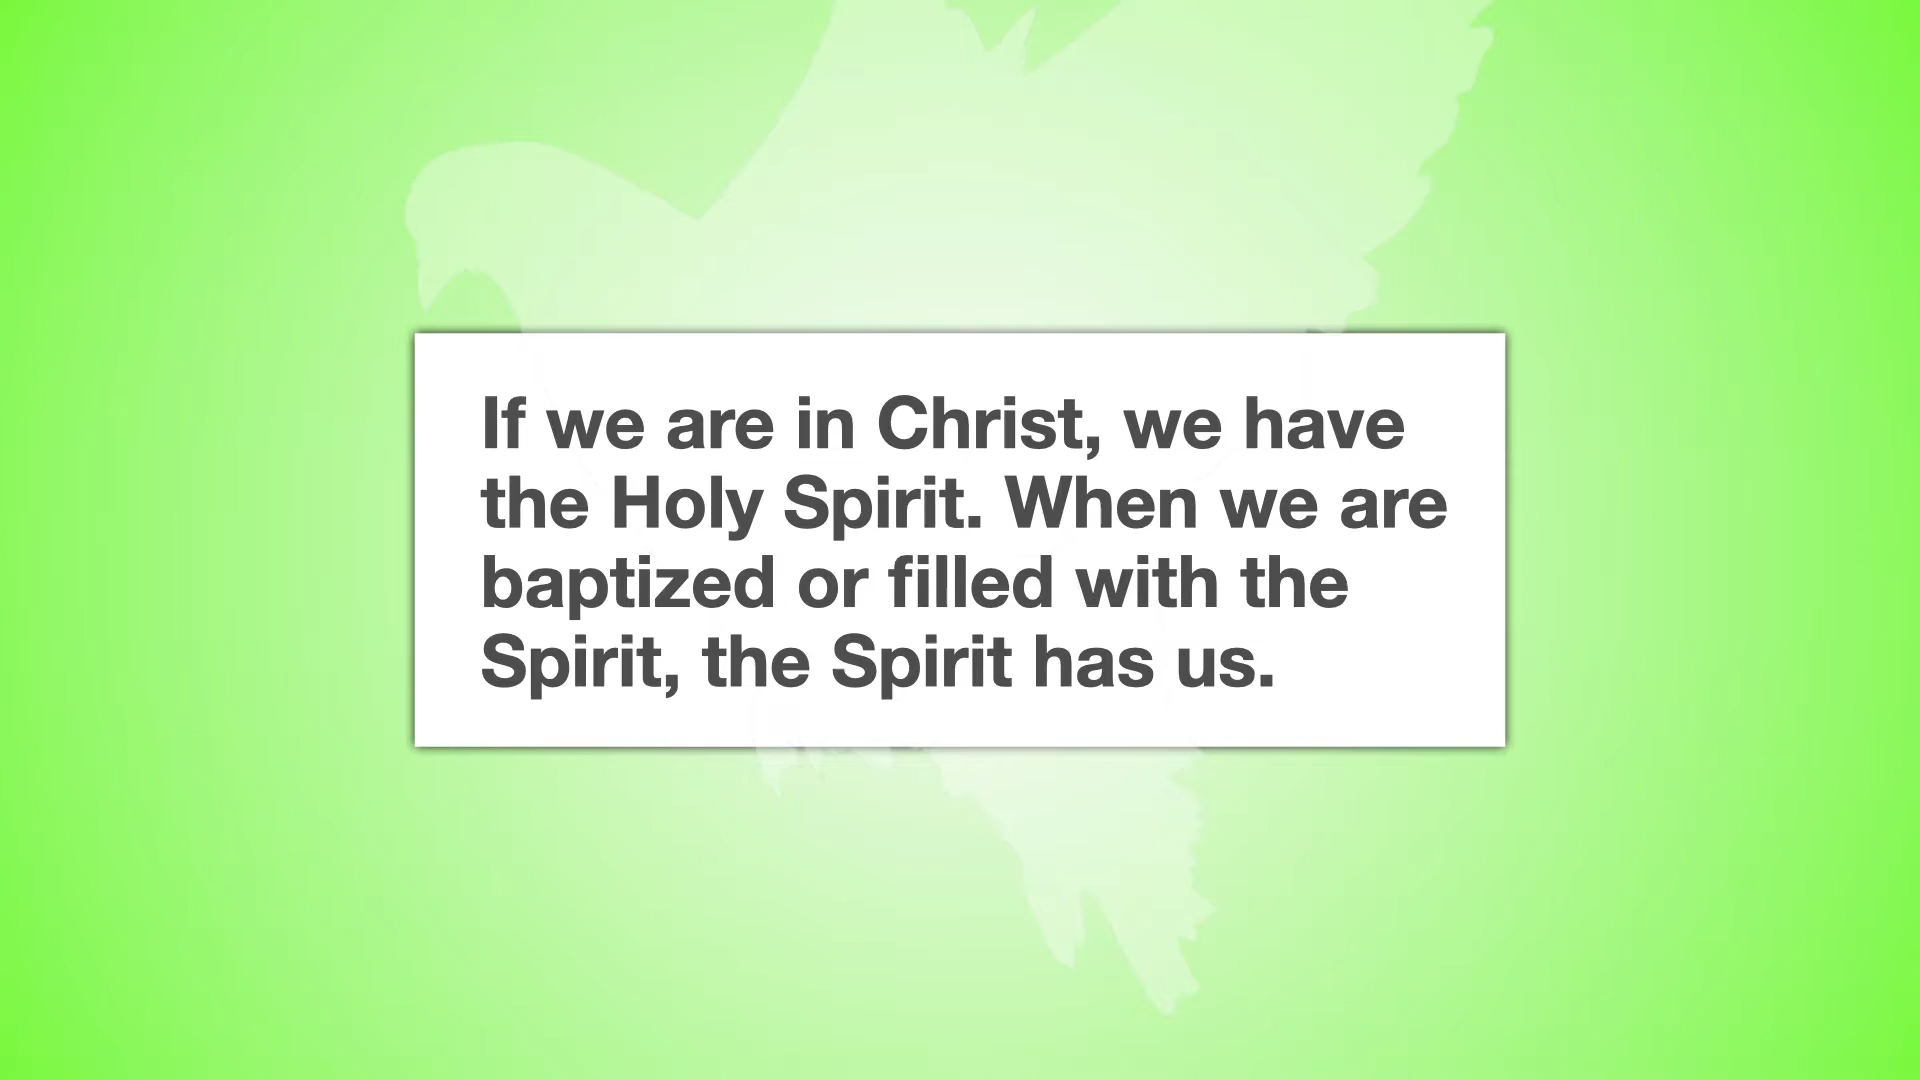 If we are in Christ, we have
the Holy Spirit. When we are
baptized or filled with the
Spirit, the Spirit has us.